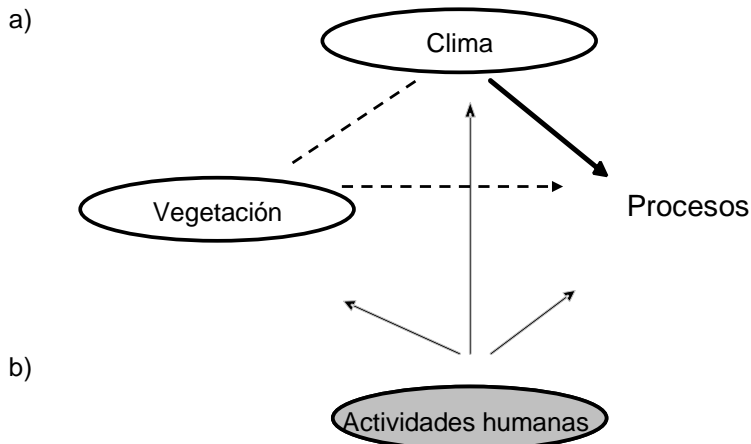 a)
Clima
Vegetación
Procesos
b)
Actividades humanas